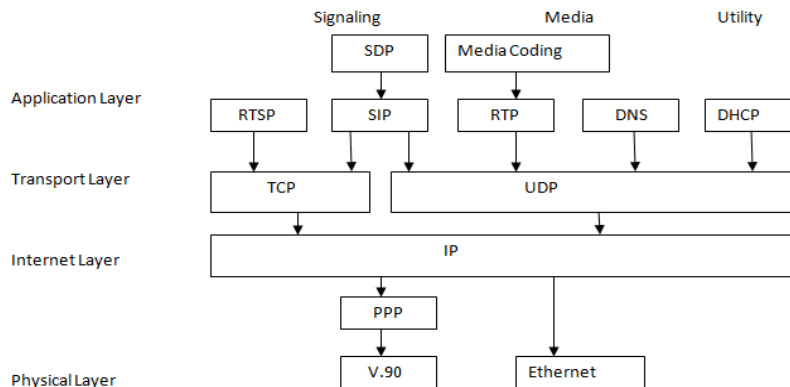 Signaling Media Utility
SDP Media Coding
Application Layer
RTSP SIP RTP DNS DHCP
Transport Layer
TCP UDP
IP
Internet Layer
PPP
V.90 Ethernet
Physical Layer